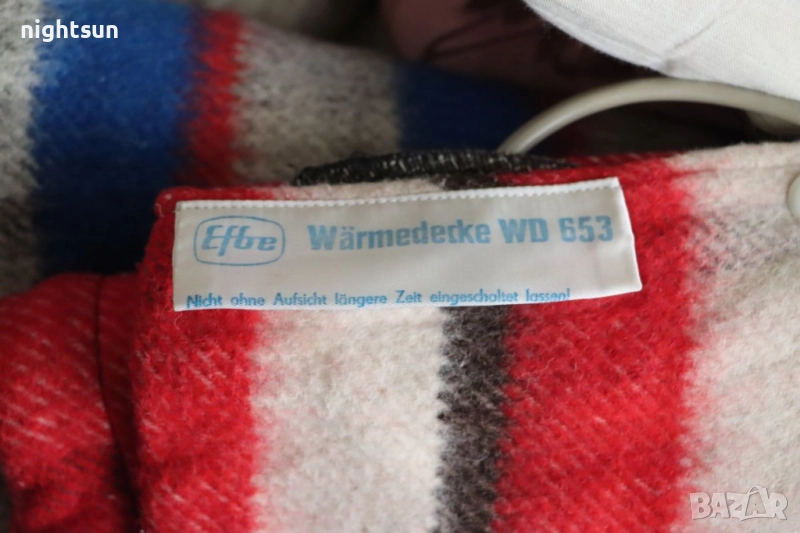 nightsun
Efbe Wärmedecke WD 653
Nicht ohne Aufsicht längere Zeit eingeschaltet lassen!
BAZAR